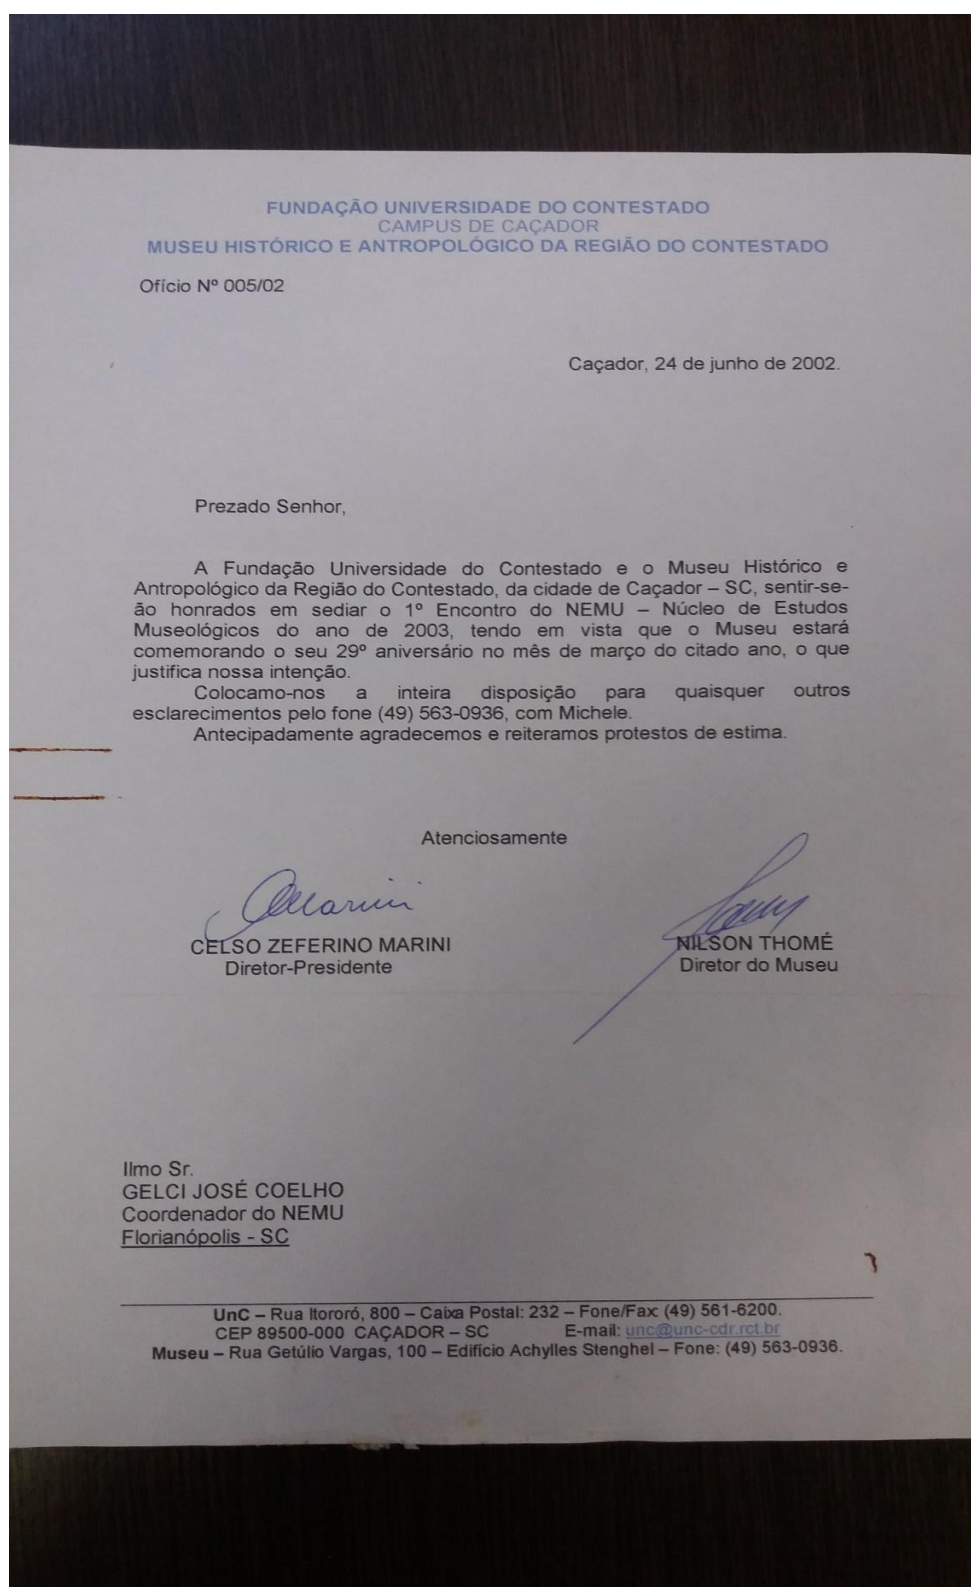 FUNDAÇÃO UNIVERSIDADE DO CONTESTADO
CAMPUS DE CAÇADOR
MUSEU HISTÓRICO E ANTROPOLÓGICO DA REGIÃO DO CONTESTADO
Ofício Nº 005/02
Caçador, 24 de junho de 2002.
Prezado Senhor,
A Fundação Universidade do Contestado e o Museu Histórico e
Antropológico da Região do Contestado, da cidade de Caçador – SC, sentir-se-
ão honrados em sediar o 1º Encontro do NEMU – Núcleo de Estudos
Museológicos do ano de 2003, tendo em vista que o Museu estará
comemorando o seu 29º aniversário no mês de março do citado ano, o que
justifica nossa intenção.
Colocamo-nos a inteira disposição para quaisquer outros
esclarecimentos pelo fone (49) 563-0936, com Michele.
Antecipadamente agradecemos e reiteramos protestos de estima.
Atenciosamente
CELSO ZEFERINO MARINI
Diretor-Presidente
NILSON THOMÉ
Diretor do Museu
Ilmo Sr.
GELCI JOSÉ COELHO
Coordenador do NEMU
Florianópolis - SC
UnC – Rua Itororó, 800 – Caixa Postal: 232 – Fone/Fax (49) 561-6200.
CEP 89500-000 CAÇADOR – SC E-mail: unc@unc-cdr.rct.br
Museu – Rua Getúlio Vargas, 100 – Edifício Achylles Stenghel – Fone: (49) 563-0936.